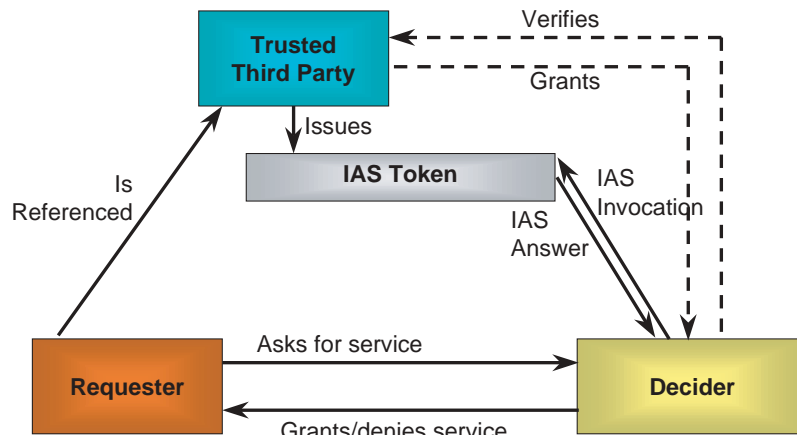 Verifies
Trusted
Third Party
Grants
Issues
IAS Token
Is
Referenced
IAS
Invocation
IAS
Answer
Asks for service
Requester
Decider
Grants/denies service